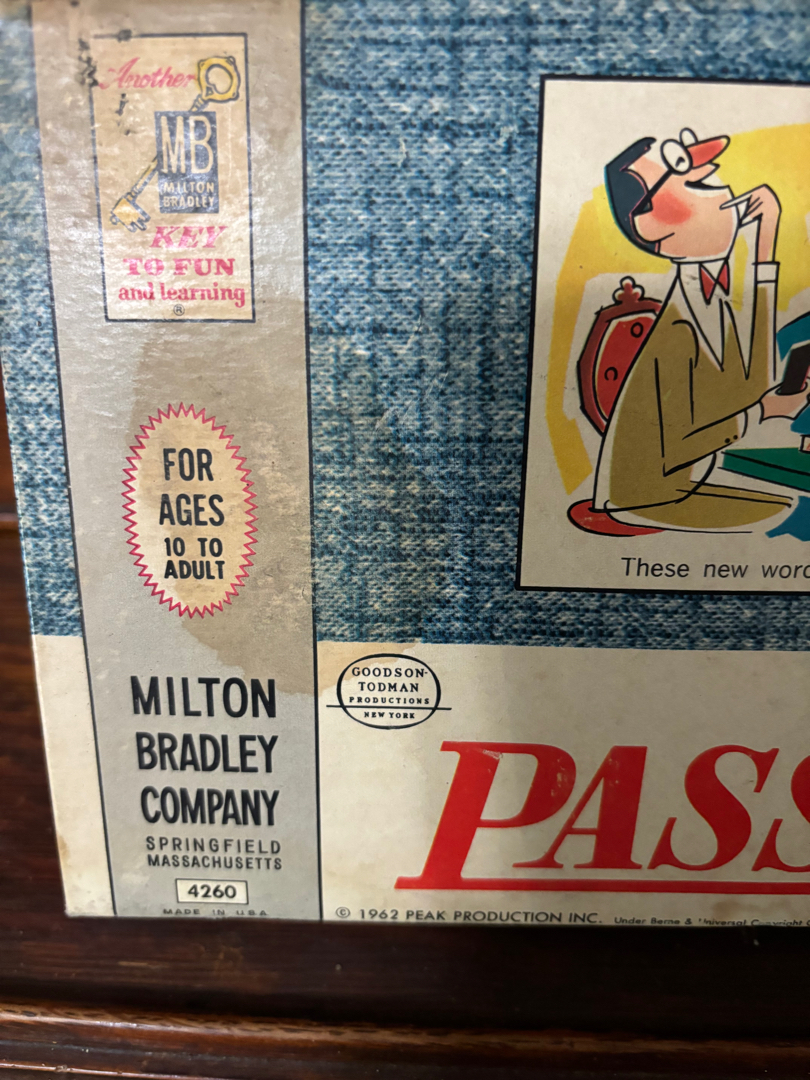 Another
MB
MILTON
BRADLEY
KEY
TO FUN
and learning
®
FOR
AGES
10 TO
ADULT
These new
MILTON
BRADLEY
COMPANY
SPRINGFIELD
MASSACHUSETTS
4260
MADE IN U.S.A.
GOODSON-
TODMAN
PRODUCTIONS
NEW YORK
PASS
© 1962 PEAK PRODUCTION INC. Under Berne & Universal Copyright